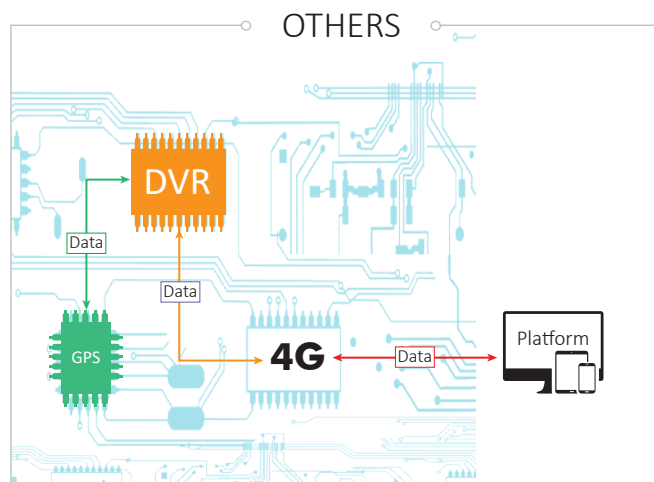 OTHERS
DVR
Data
Data
GPS
4G
Data
Platform